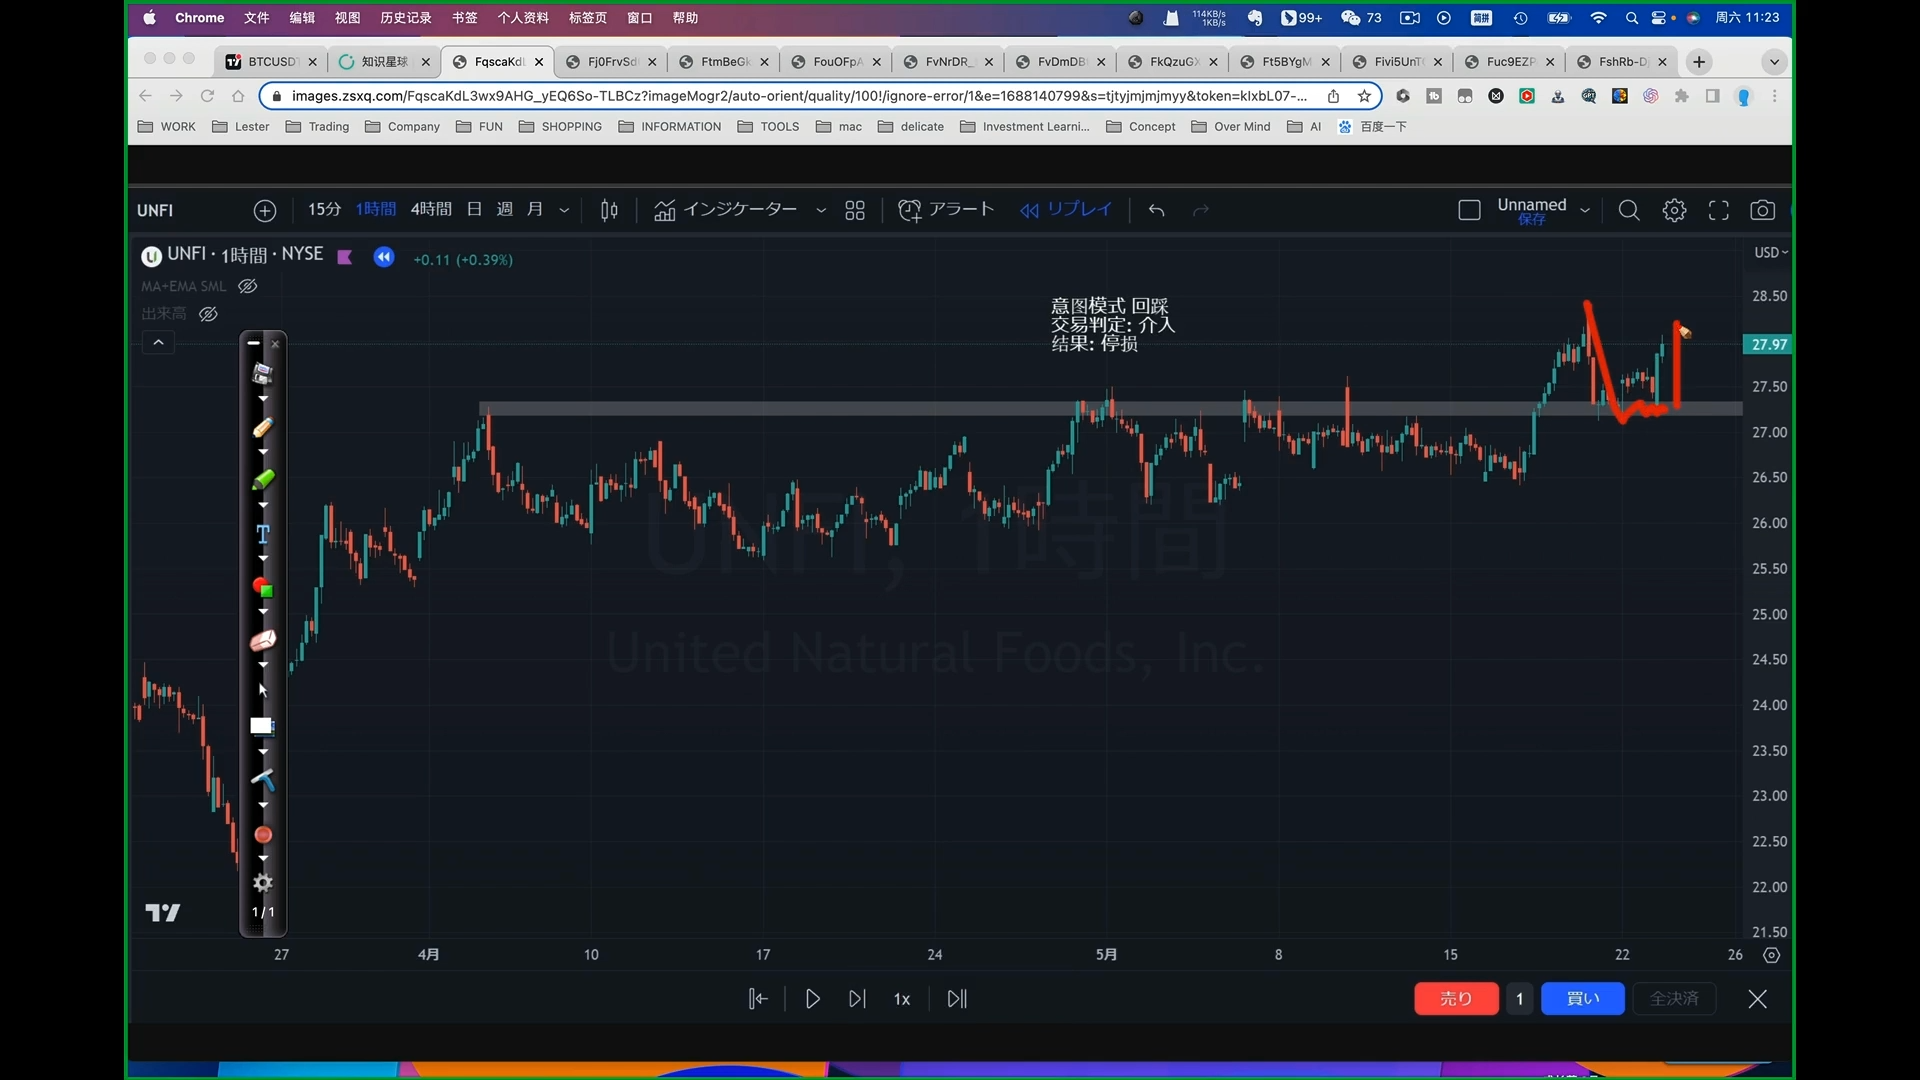 Chrome 文件 编辑 视图 历史记录 书签 个人资料 标签页 窗口 帮助 114KB/s 1KB/s 99+ 73 简拼 周六 11:23
BTCUSDT 知识星球 FqscaKdL Fj0FrvSd FtmBeGk FouOFpA FvNrDR_ FvDmDB FkQzuGX Ft5BYgM Fivi5UnT Fuc9EZP FshRb-D
images.zsxq.com/FqscaKdL3wx9AHG_yEQ6So-TLBCz?imageMogr2/auto-orient/quality/100!/ignore-error/1&e=1688140799&s=tjtyjmjmjmyy&token=kIxbL07-...
WORK Lester Trading Company FUN SHOPPING INFORMATION TOOLS mac delicate Investment Learni... Concept Over Mind AI 百度一下
UNFI 15分 1時間 4時間 日 週 月 インジケーター アラート リプレイ Unnamed
保存
UNFI · 1時間 · NYSE +0.11 (+0.39%) USD
MA+EMA SML
出来高
意图模式 回踩
交易判定: 介入
结果: 停损
28.50
27.97
27.50
27.00
26.50
26.00
25.50
25.00
24.50
24.00
23.50
23.00
22.50
22.00
21.50
UNFI, 1時間
United Natural Foods, Inc.
T
1/1
27 4月 10 17 24 5月 8 15 22 26
1x 売り 1 買い 全決済